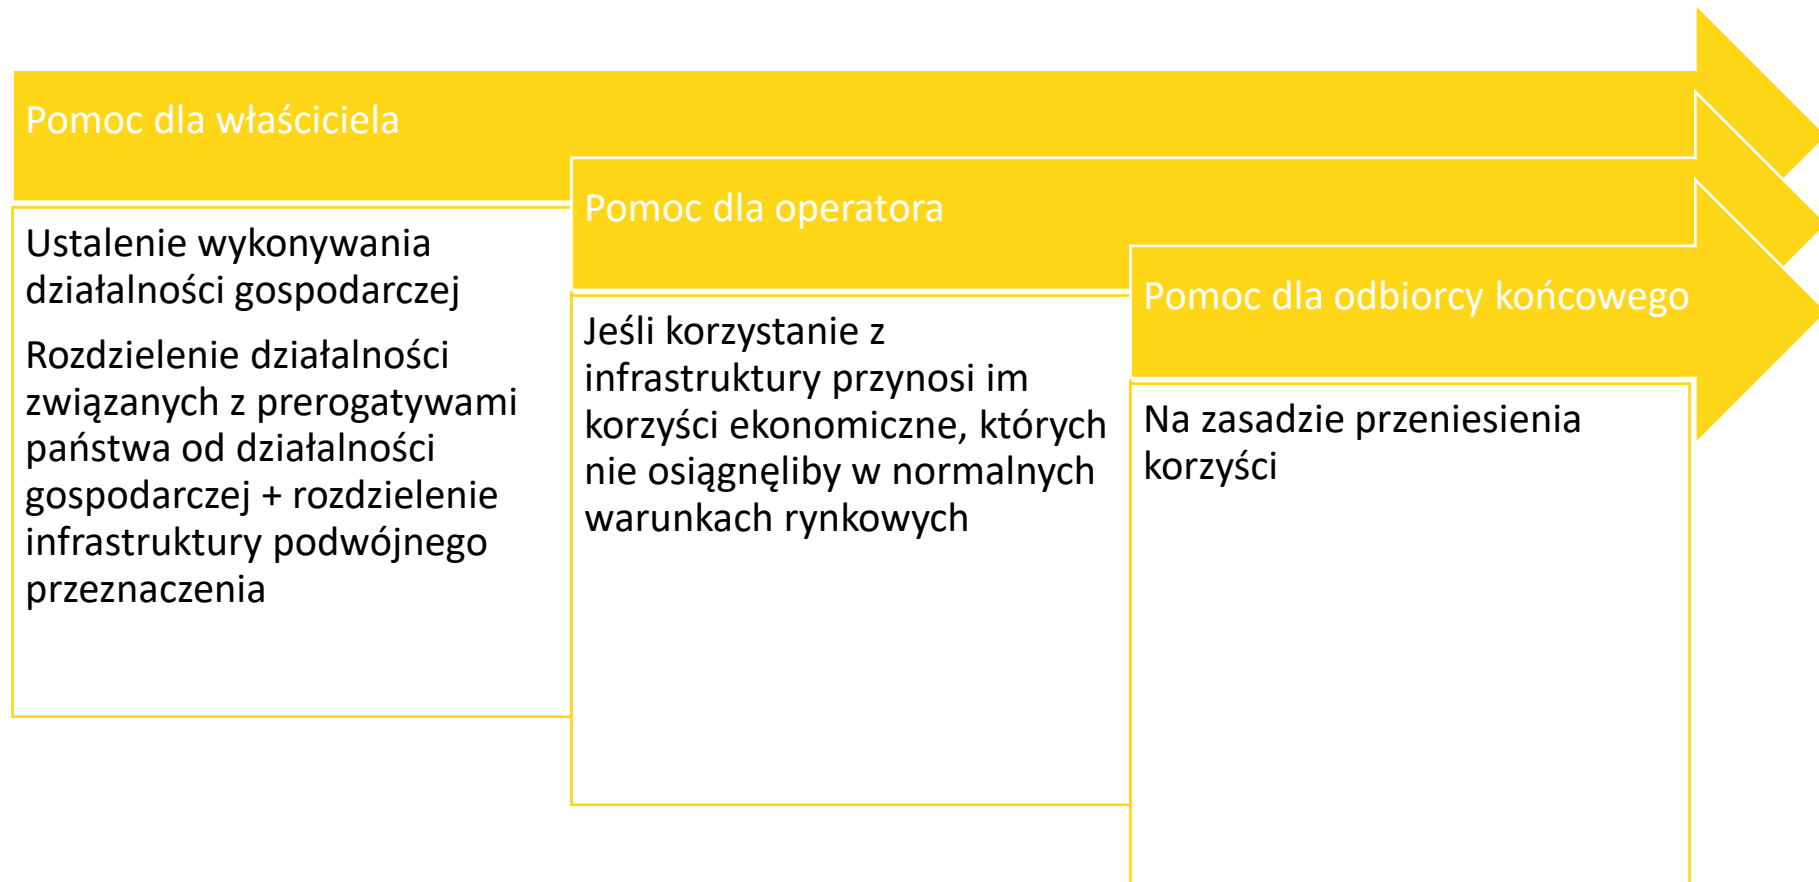 Pomoc dla właściciela
Ustalenie wykonywania
działalności gospodarczej
Rozdzielenie działalności
związanych z prerogatywami
państwa od działalności
gospodarczej + rozdzielenie
infrastruktury podwójnego
przeznaczenia
Pomoc dla operatora
Jeśli korzystanie z
infrastruktury przynosi im
korzyści ekonomiczne, których
nie osiągnęliby w normalnych
warunkach rynkowych
Pomoc dla odbiorcy końcowego
Na zasadzie przeniesienia
korzyści